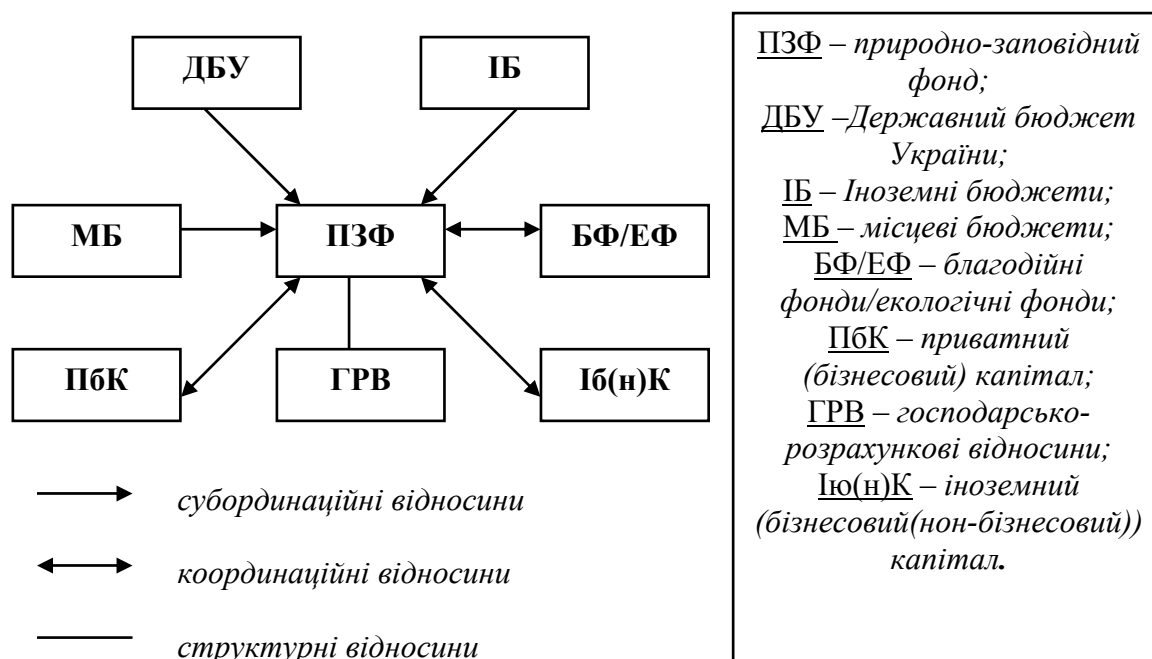 ДБУ
ІБ
МБ
ПЗФ
БФ/ЕФ
ПбК
ГРВ
Іб(н)К
субординаційні відносини
координаційні відносини
структурні відносини
ПЗФ – природно-заповідний
фонд;
ДБУ –Державний бюджет
України;
ІБ – Іноземні бюджети;
МБ – місцеві бюджети;
БФ/ЕФ – благодійні
фонди/екологічні фонди;
ПбК – приватний
(бізнесовий) капітал;
ГРВ – господарсько-
розрахункові відносини;
Ію(н)К – іноземний
(бізнесовий(нон-бізнесовий))
капітал.